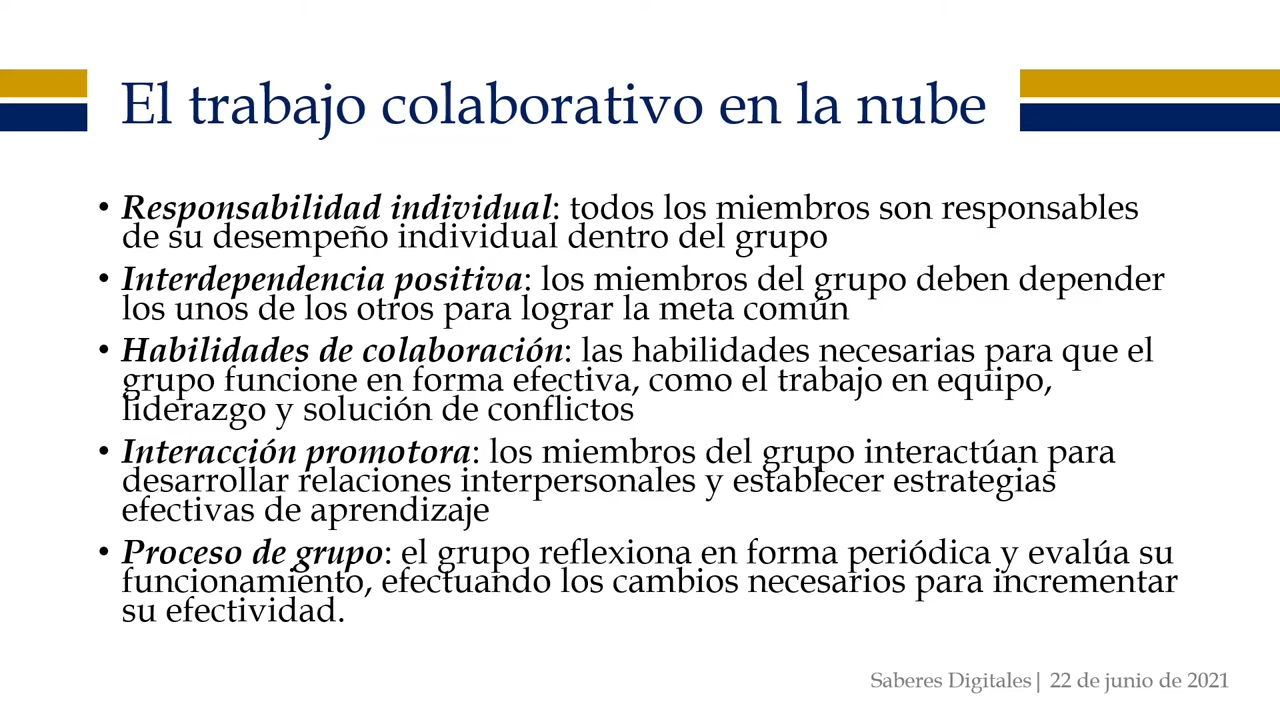 El trabajo colaborativo en la nube
• Responsabilidad individual: todos los miembros son responsables
de su desempeño individual dentro del grupo
• Interdependencia positiva: los miembros del grupo deben depender
los unos de los otros para lograr la meta común
• Habilidades de colaboración: las habilidades necesarias para que el
grupo funcione en forma efectiva, como el trabajo en equipo,
liderazgo y solución de conflictos
• Interacción promotora: los miembros del grupo interactúan para
desarrollar relaciones interpersonales y establecer estrategias
efectivas de aprendizaje
• Proceso de grupo: el grupo reflexiona en forma periódica y evalúa su
funcionamiento, efectuando los cambios necesarios para incrementar
su efectividad.
Saberes Digitales| 22 de junio de 2021